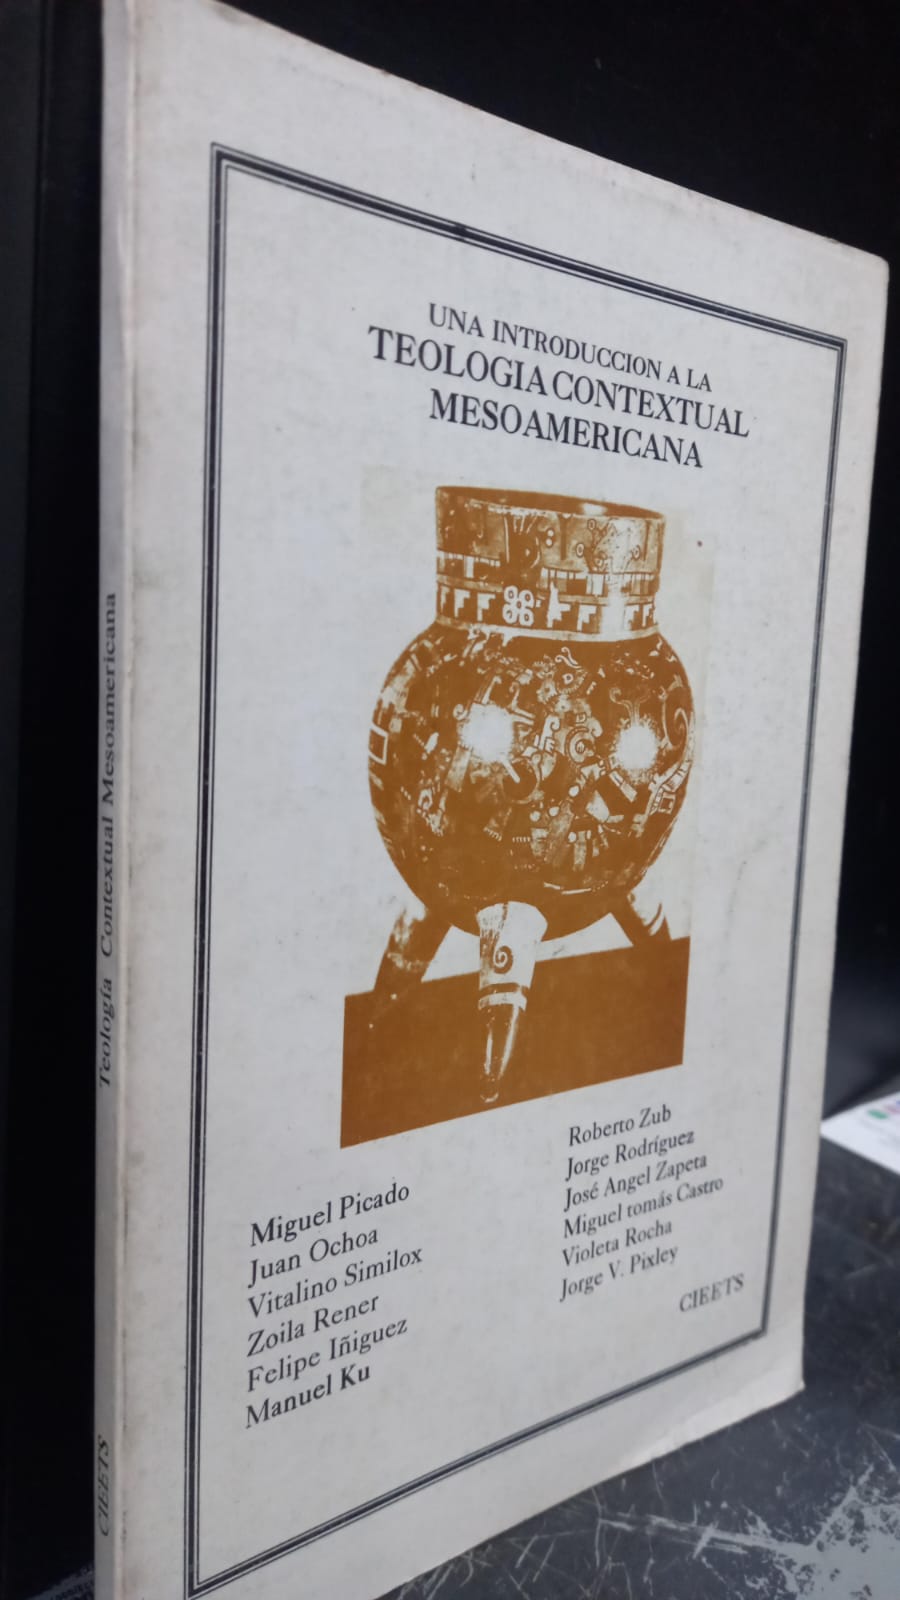 UNA INTRODUCCION A LA
TEOLOGIA CONTEXTUAL
MESOAMERICANA
Miguel Picado
Juan Ochoa
Vitalino Similox
Zoila Rener
Felipe Iñiguez
Manuel Ku
Roberto Zub
Jorge Rodríguez
José Angel Zapeta
Miguel tomás Castro
Violeta Rocha
Jorge V. Pixley
CIEETS
Teología Contextual Mesoamericana
CIEETS